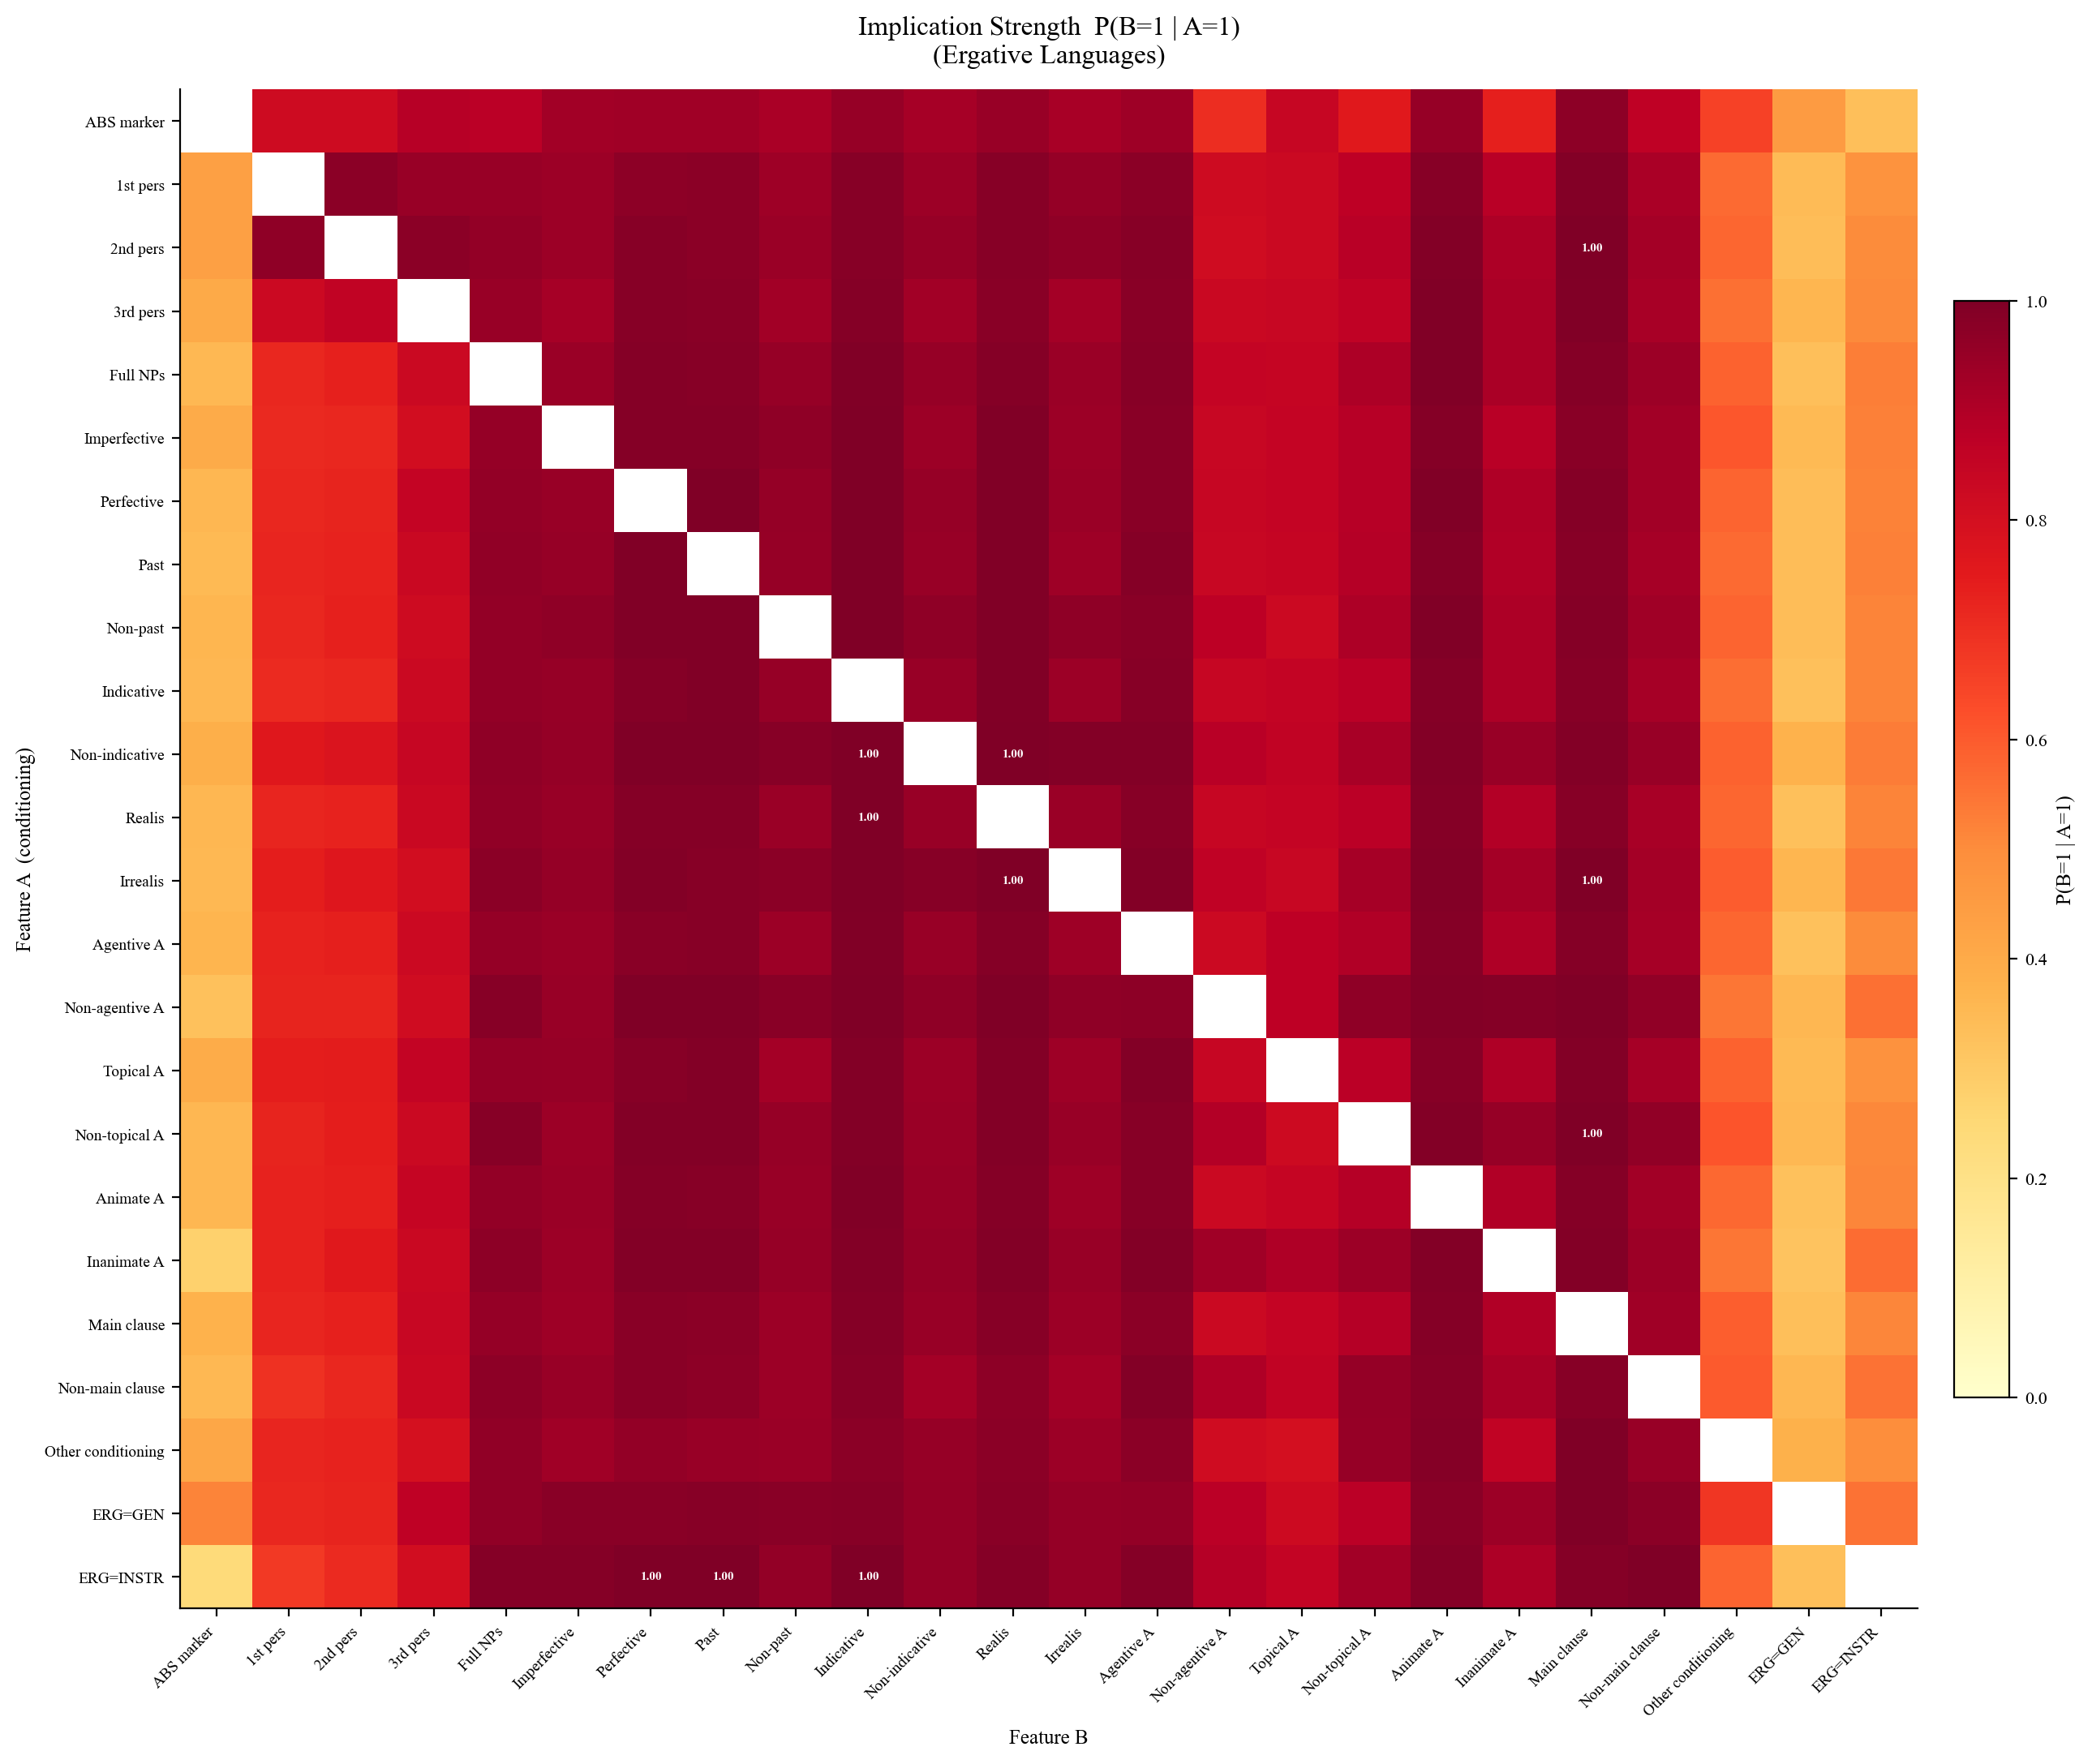 Implication Strength  P(B=1 | A=1)
(Ergative Languages)
ABS marker
1st pers
2nd pers
1.00
3rd pers
Full NPs
Imperfective
Perfective
Past
Non-past
Indicative
Non-indicative
1.00 1.00
Realis
1.00
Irrealis
1.00 1.00
Agentive A
Non-agentive A
Topical A
Non-topical A
1.00
Animate A
Inanimate A
Main clause
Non-main clause
Other conditioning
ERG=GEN
ERG=INSTR
1.00 1.00 1.00
Feature A  (conditioning)
ABS marker
1st pers
2nd pers
3rd pers
Full NPs
Imperfective
Perfective
Past
Non-past
Indicative
Non-indicative
Realis
Irrealis
Agentive A
Non-agentive A
Topical A
Non-topical A
Animate A
Inanimate A
Main clause
Non-main clause
Other conditioning
ERG=GEN
ERG=INSTR
Feature B
1.0
0.8
0.6
0.4
0.2
0.0
P(B=1 | A=1)